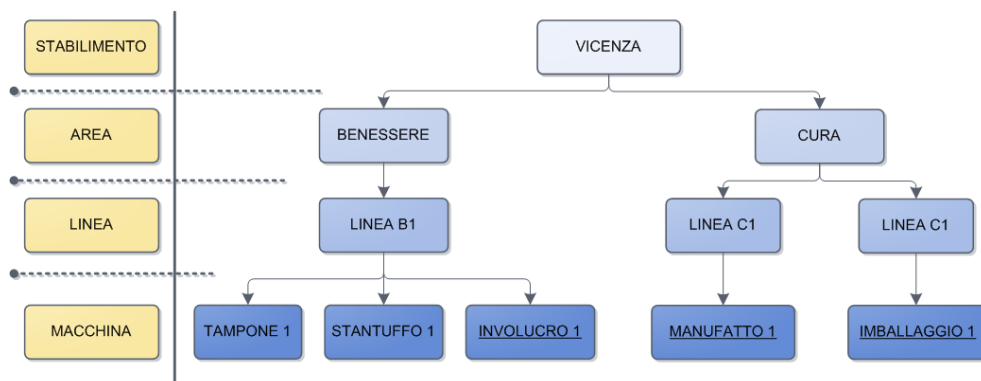 STABILIMENTO
VICENZA
AREA
BENESSERE
CURA
LINEA
LINEA B1
LINEA C1
LINEA C1
MACCHINA
TAMPONE 1
STANTUFFO 1
INVOLUCRO 1
MANUFATTO 1
IMBALLAGGIO 1